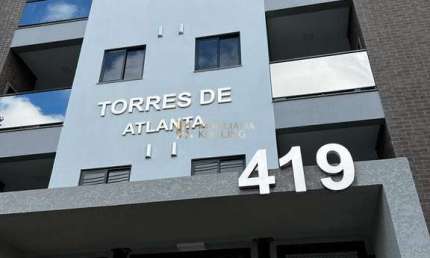 TORRES DE
ATLANTA
419